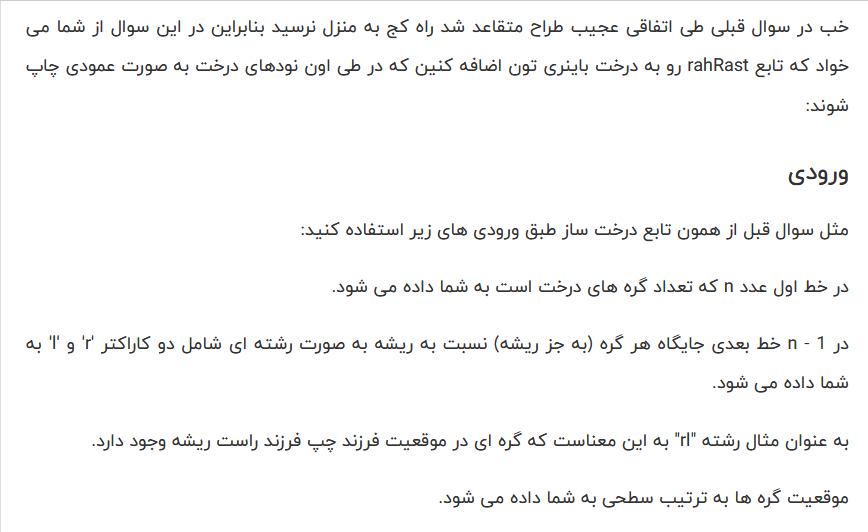 خب در سوال قبلی طی اتفاقی عجیب طراح متقاعد شد راه کج به منزل نرسید بنابراین در این سوال از شما می
خواد که تابع rahRast رو به درخت باینری تون اضافه کنین که در طی اون نودهای درخت به صورت عمودی چاپ
شوند:
ورودی
مثل سوال قبل از همون تابع درخت ساز طبق ورودی های زیر استفاده کنید:
در خط اول عدد n که تعداد گره های درخت است به شما داده می شود.
در n - 1 خط بعدی جایگاه هر گره (به جز ریشه) نسبت به ریشه به صورت رشته ای شامل دو کاراکتر 'r' و 'l' به
شما داده می شود.
به عنوان مثال رشته "rl" به این معناست که گره ای در موقعیت فرزند چپ فرزند راست ریشه وجود دارد.
موقعیت گره ها به ترتیب سطحی به شما داده می شود.